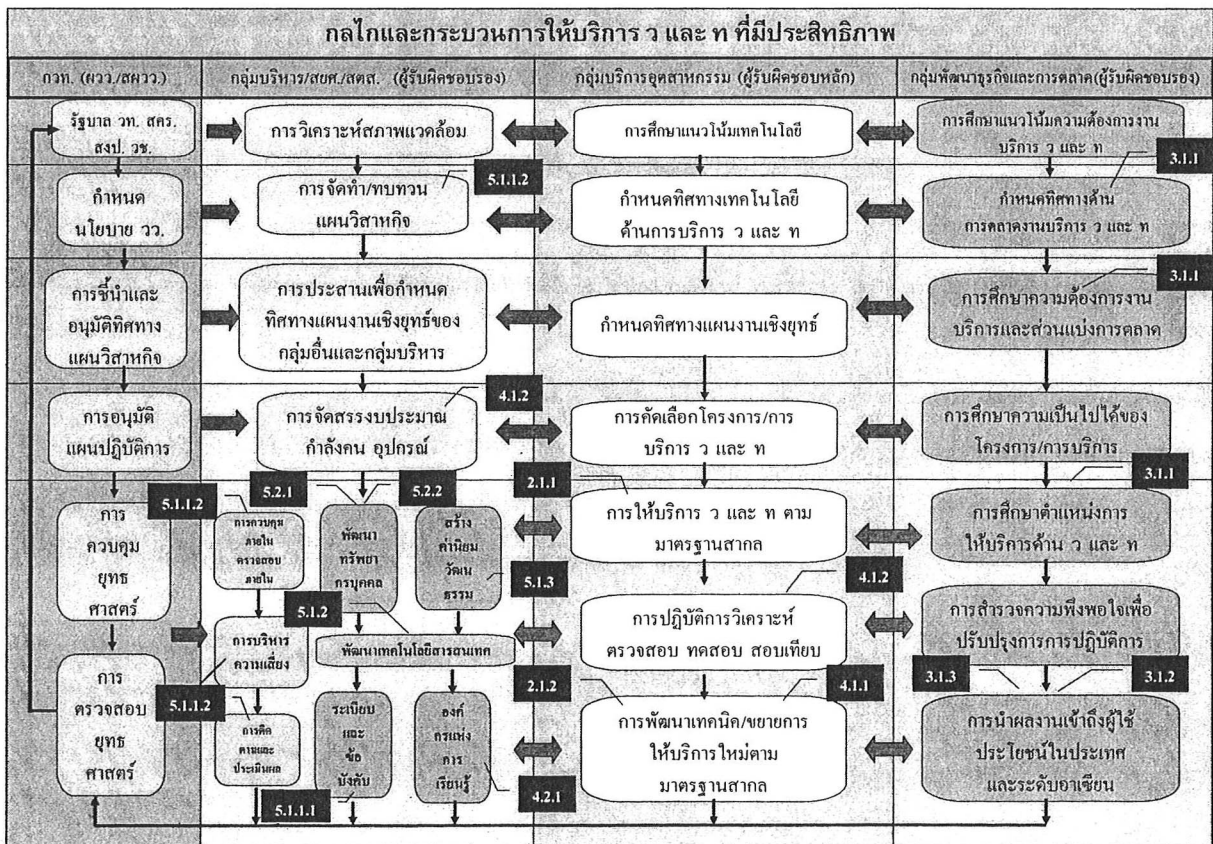 กลไกและกระบวนการให้บริการ ว และ ท ที่มีประสิทธิภาพ
กวท. (ผวว./สผวว.)
กลุ่มบริหาร/สยศ./สตส. (ผู้รับผิดชอบรอง)
กลุ่มบริการอุตสาหกรรม (ผู้รับผิดชอบหลัก)
กลุ่มพัฒนาธุรกิจและการตลาด(ผู้รับผิดชอบรอง)
รัฐบาล วท. สคร.
สงป. วช.
การวิเคราะห์สภาพแวดล้อม
การศึกษาแนวโน้มเทคโนโลยี
การศึกษาแนวโน้มความต้องการงาน
บริการ ว และ ท
3.1.1
กำหนด
นโยบาย วว.
การจัดทำ/ทบทวน
แผนวิสาหกิจ
5.1.1.2
กำหนดทิศทางเทคโนโลยี
ด้านการบริการ ว และ ท
กำหนดทิศทางด้าน
การตลาดงานบริการ ว และ ท
3.1.1
การชี้นำและ
อนุมัติทิศทาง
แผนวิสาหกิจ
การประสานเพื่อกำหนด
ทิศทางแผนงานเชิงยุทธ์ของ
กลุ่มอื่นและกลุ่มบริหาร
กำหนดทิศทางแผนงานเชิงยุทธ์
การศึกษาความต้องการงาน
บริการและส่วนแบ่งการตลาด
การอนุมัติ
แผนปฏิบัติการ
การจัดสรรงบประมาณ
กำลังคน อุปกรณ์
4.1.2
การคัดเลือกโครงการ/การ
บริการ ว และ ท
การศึกษาความเป็นไปได้ของ
โครงการ/การบริการ
3.1.1
การ
ควบคุม
ยุทธ
ศาสตร์
5.1.1.2
5.2.1
5.2.2
การควบคุม
ภายใน
ตรวจสอบ
ภายใน
พัฒนา
ทรัพยา
กรบุคคล
สร้าง
ค่านิยม
วัฒน
ธรรม
5.1.3
5.1.2
2.1.1
การให้บริการ ว และ ท ตาม
มาตรฐานสากล
การศึกษาตำแหน่งการ
ให้บริการด้าน ว และ ท
4.1.2
การบริหาร
ความเสี่ยง
5.1.1.2
พัฒนาเทคโนโลยีสารสนเทศ
การปฏิบัติการวิเคราะห์
ตรวจสอบ ทดสอบ สอบเทียบ
การสำรวจความพึงพอใจเพื่อ
ปรับปรุงการการปฏิบัติการ
การ
ตรวจสอบ
ยุทธ
ศาสตร์
การติด
ตามและ
ประเมินผล
ระเบียบ
และ
ข้อ
บังคับ
5.1.1.1
องค์
กรแห่ง
การ
เรียนรู้
4.2.1
2.1.2
4.1.1
การพัฒนาเทคนิค/ขยายการ
ให้บริการใหม่ตาม
มาตรฐานสากล
3.1.3
3.1.2
การนำผลงานเข้าถึงผู้ใช้
ประโยชน์ในประเทศ
และระดับอาเซียน